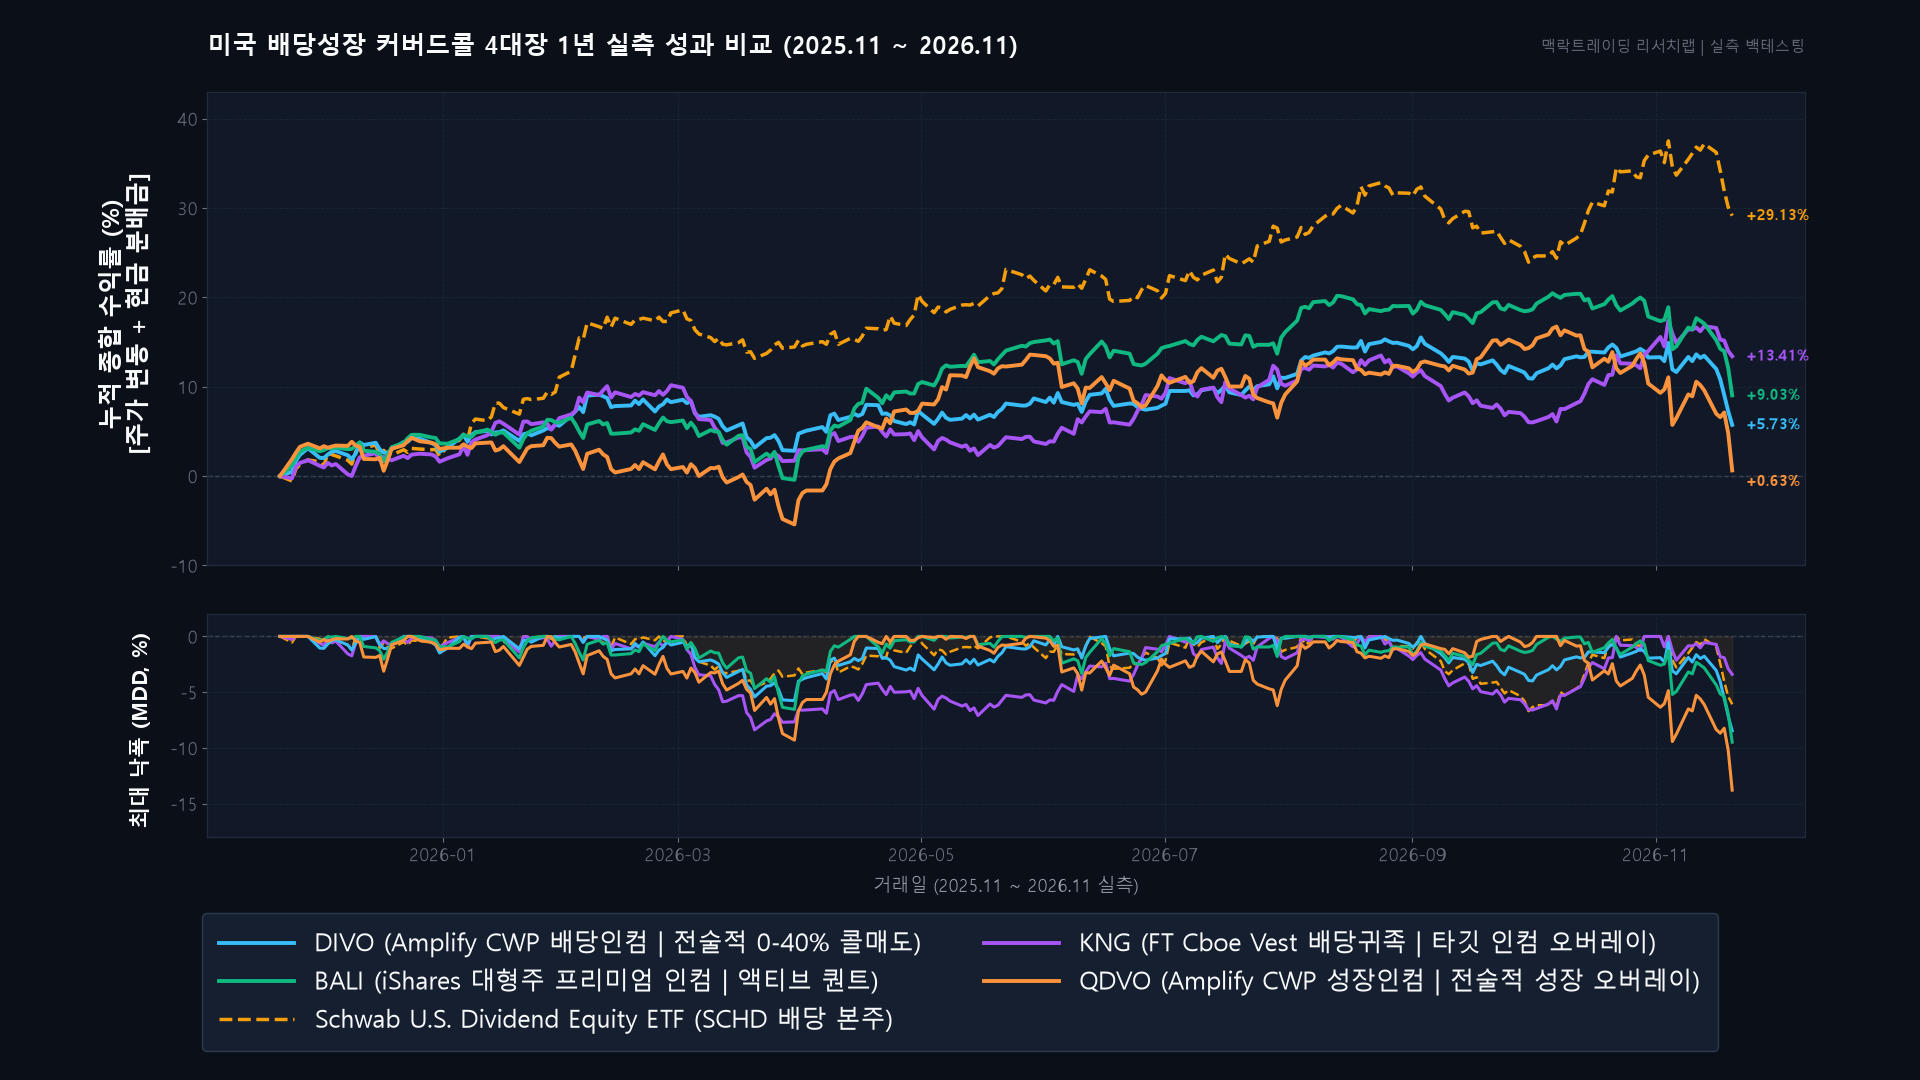 미국 배당성장 커버드콜 4대장 1년 실측 성과 비교 (2025.11 ~ 2026.11)
맥락트레이딩 리서치랩 | 실측 백테스팅
누적 종합 수익률 (%)
[주가 변동 + 현금 분배금]
40
30
20
10
0
-10
+29.13%
+13.41%
+9.03%
+5.73%
+0.63%
최대 낙폭 (MDD, %)
0
-5
-10
-15
2026-01
2026-03
2026-05
2026-07
2026-09
2026-11
거래일 (2025.11 ~ 2026.11 실측)
DIVO (Amplify CWP 배당인컴 | 전술적 0-40% 콜매도)
BALI (iShares 대형주 프리미엄 인컴 | 액티브 퀀트)
Schwab U.S. Dividend Equity ETF (SCHD 배당 본주)
KNG (FT Cboe Vest 배당귀족 | 타깃 인컴 오버레이)
QDVO (Amplify CWP 성장인컴 | 전술적 성장 오버레이)